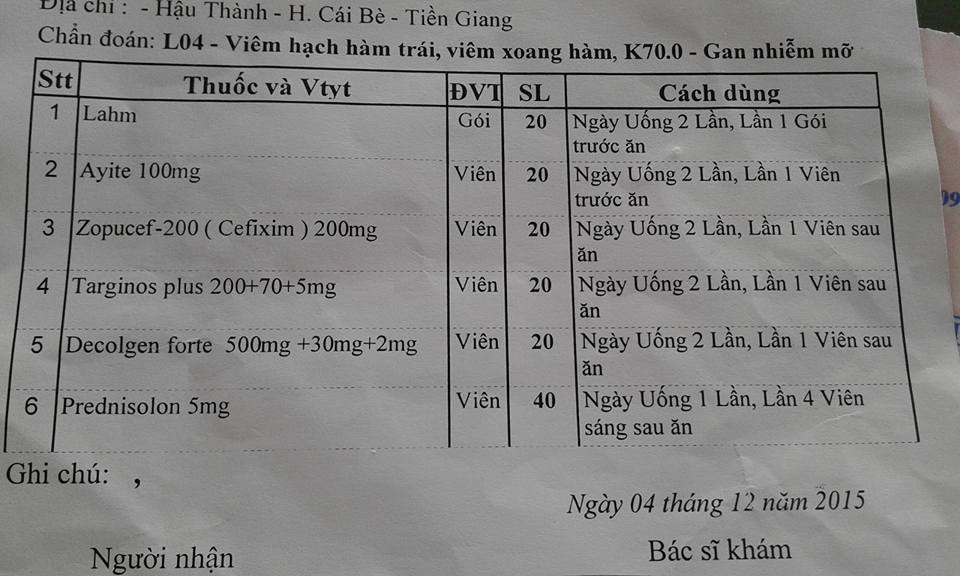 Địa chỉ : - Hậu Thành - H. Cái Bè - Tiền Giang
Chẩn đoán: L04 - Viêm hạch hàm trái, viêm xoang hàm, K70.0 - Gan nhiễm mỡ
Stt Thuốc và Vtyt ĐVT SL Cách dùng
1 Lahm Gói 20 Ngày Uống 2 Lần, Lần 1 Gói
trước ăn
2 Ayite 100mg Viên 20 Ngày Uống 2 Lần, Lần 1 Viên
trước ăn
3 Zopucef-200 ( Cefixim ) 200mg Viên 20 Ngày Uống 2 Lần, Lần 1 Viên sau
ăn
4 Targinos plus 200+70+5mg Viên 20 Ngày Uống 2 Lần, Lần 1 Viên sau
ăn
5 Decolgen forte 500mg +30mg+2mg Viên 20 Ngày Uống 2 Lần, Lần 1 Viên sau
ăn
6 Prednisolon 5mg Viên 40 Ngày Uống 1 Lần, Lần 4 Viên
sáng sau ăn
Ghi chú: ,
Ngày 04 tháng 12 năm 2015
Người nhận Bác sĩ khám